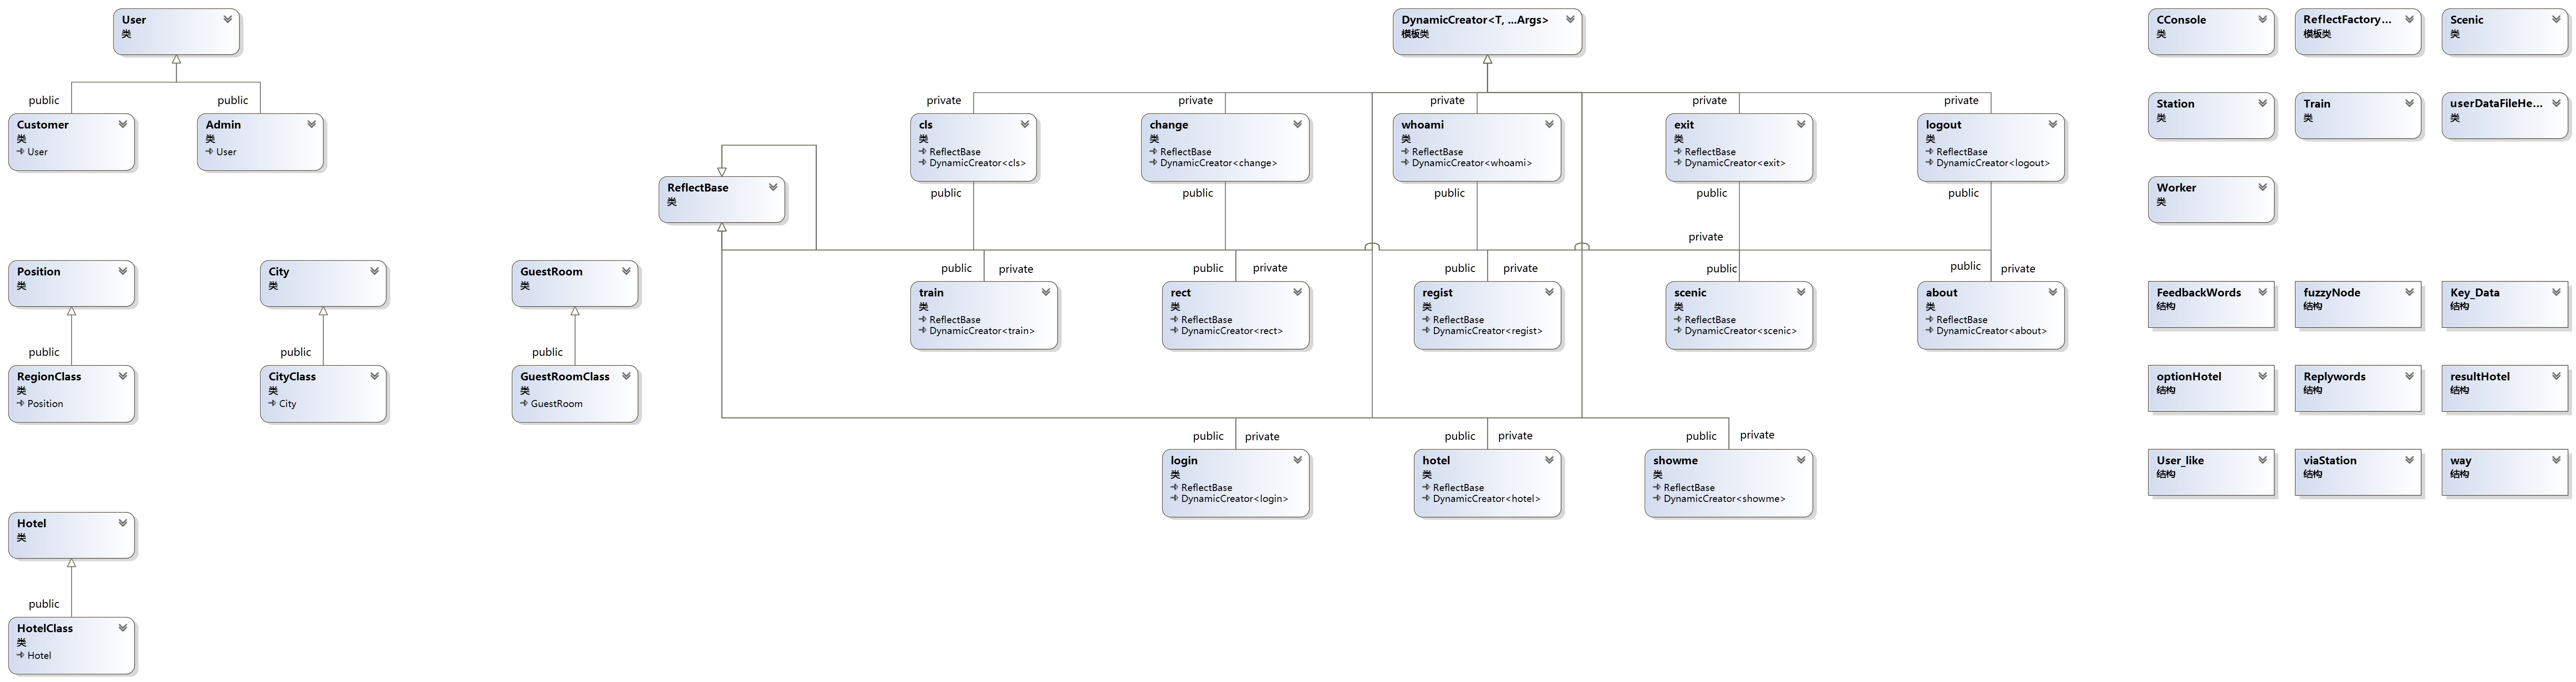 User
类
public
public
Customer
类
User
Admin
类
User
Position
类
public
RegionClass
类
Position
City
类
public
CityClass
类
City
GuestRoom
类
public
GuestRoomClass
类
GuestRoom
Hotel
类
public
HotelClass
类
Hotel
DynamicCreator<T, ...Args>
模板类
private
private
private
private
private
cls
类
ReflectBase
DynamicCreator<cls>
public
change
类
ReflectBase
DynamicCreator<change>
public
whoami
类
ReflectBase
DynamicCreator<whoami>
public
exit
类
ReflectBase
DynamicCreator<exit>
public
logout
类
ReflectBase
DynamicCreator<logout>
public
ReflectBase
类
private
public
private
public
private
public
private
public
public
private
train
类
ReflectBase
DynamicCreator<train>
rect
类
ReflectBase
DynamicCreator<rect>
regist
类
ReflectBase
DynamicCreator<regist>
scenic
类
ReflectBase
DynamicCreator<scenic>
about
类
ReflectBase
DynamicCreator<about>
public
private
public
private
public
private
login
类
ReflectBase
DynamicCreator<login>
hotel
类
ReflectBase
DynamicCreator<hotel>
showme
类
ReflectBase
DynamicCreator<showme>
CConsole
类
ReflectFactory...
模板类
Scenic
类
Station
类
Train
类
userDataFileHe...
类
Worker
类
FeedbackWords
结构
fuzzyNode
结构
Key_Data
结构
optionHotel
结构
Replywords
结构
resultHotel
结构
User_like
结构
viaStation
结构
way
结构